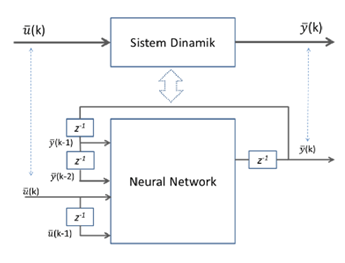 ū(k)
Sistem Dinamik
ȳ(k)
z⁻¹
ȳ(k-1)
z⁻¹
ȳ(k-2)
ū(k)
z⁻¹
ū(k-1)
Neural Network
z⁻¹
ȳ(k)